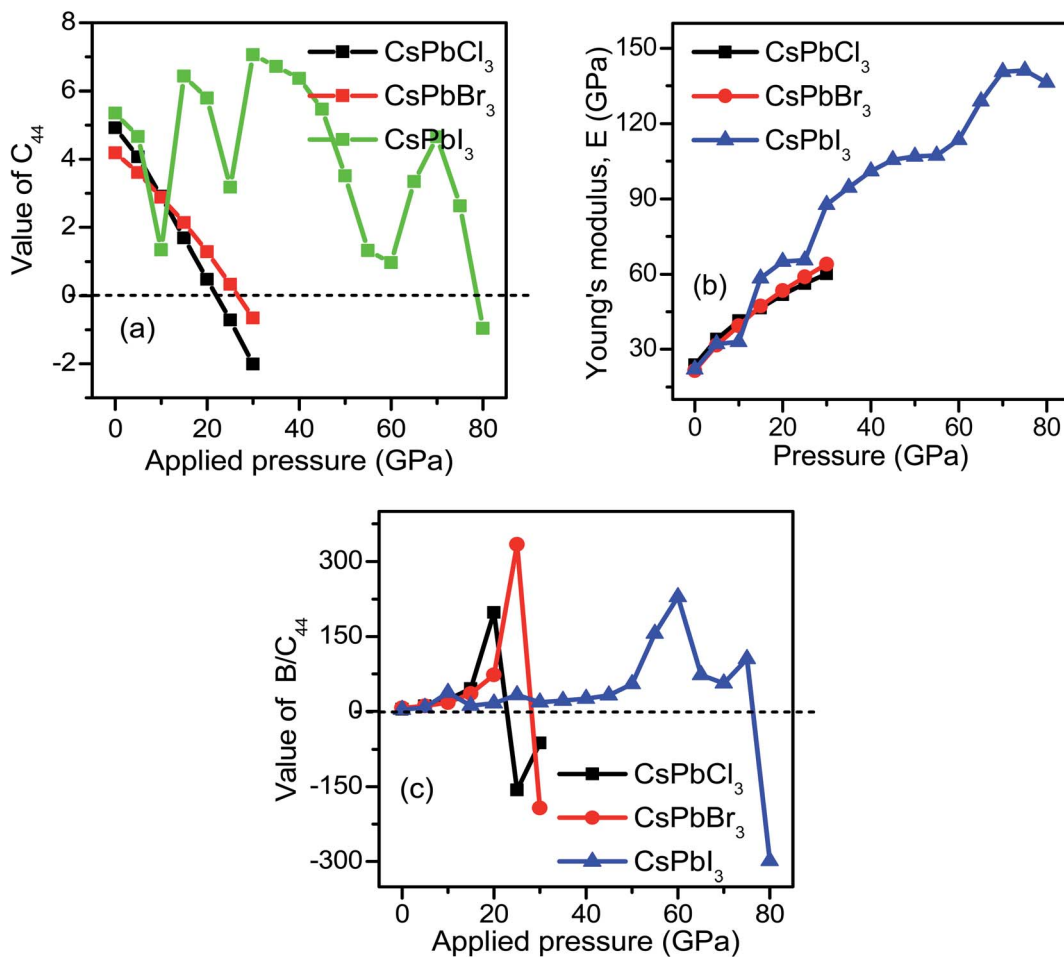 8
6
4
2
0
-2
Value of C44
CsPbCl3
CsPbBr3
CsPbI3
(a)
0 20 40 60 80
Applied pressure (GPa)
150
120
90
60
30
Young's modulus, E (GPa)
CsPbCl3
CsPbBr3
CsPbI3
(b)
0 20 40 60 80
Pressure (GPa)
300
150
0
-150
-300
Value of B/C44
(c)
CsPbCl3
CsPbBr3
CsPbI3
0 20 40 60 80
Applied pressure (GPa)